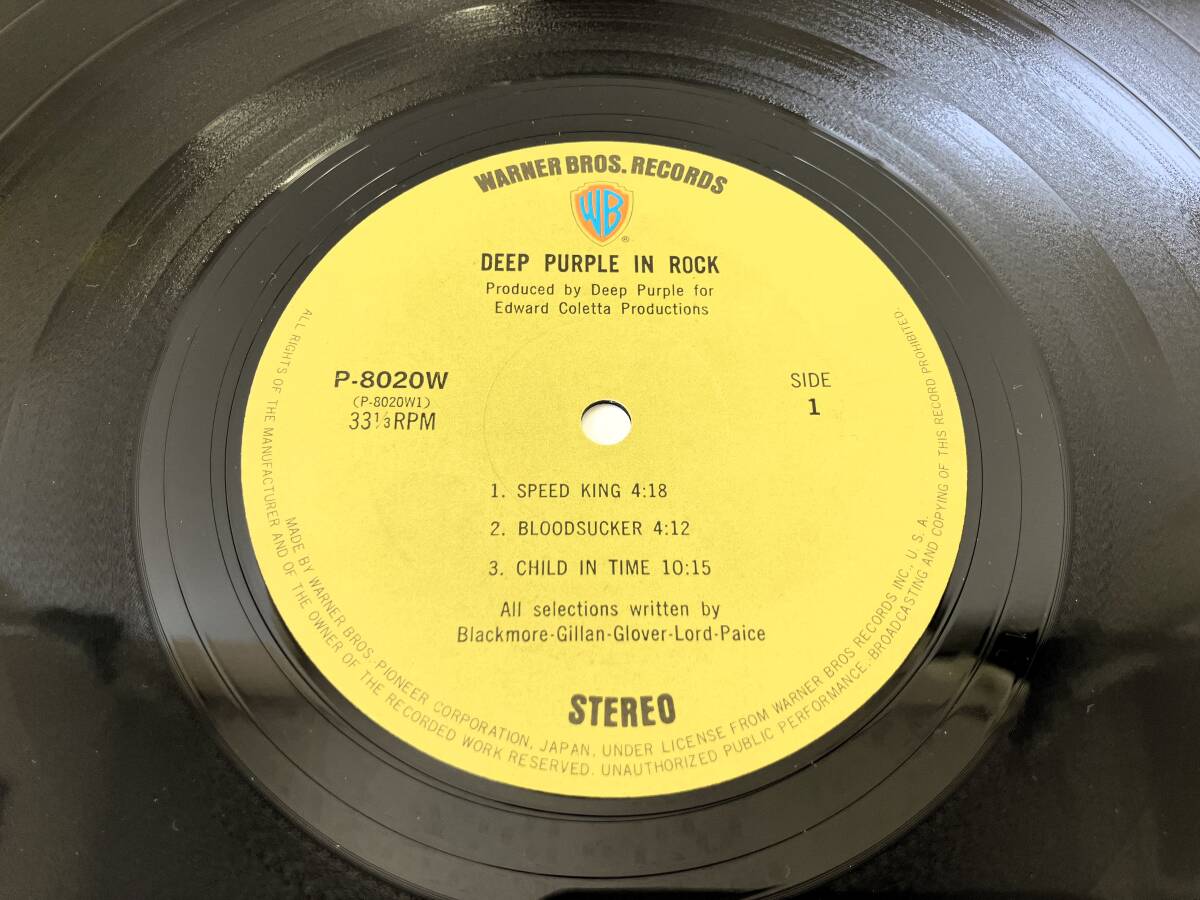 WARNER BROS. RECORDS
WB
®
DEEP PURPLE IN ROCK
Produced by Deep Purple for
Edward Coletta Productions
P-8020W
(P-8020W1)
33⅓RPM
SIDE
1
1. SPEED KING 4:18
2. BLOODSUCKER 4:12
3. CHILD IN TIME 10:15
All selections written by
Blackmore-Gillan-Glover-Lord-Paice
STEREO
MADE BY WARNER BROS.-PIONEER CORPORATION, JAPAN, UNDER LICENSE FROM WARNER BROS RECORDS INC., U. S. A.
ALL RIGHTS OF THE MANUFACTURER AND OF THE OWNER OF THE RECORDED WORK RESERVED. UNAUTHORIZED PUBLIC PERFORMANCE, BROADCASTING AND COPYING OF THIS RECORD PROHIBITED